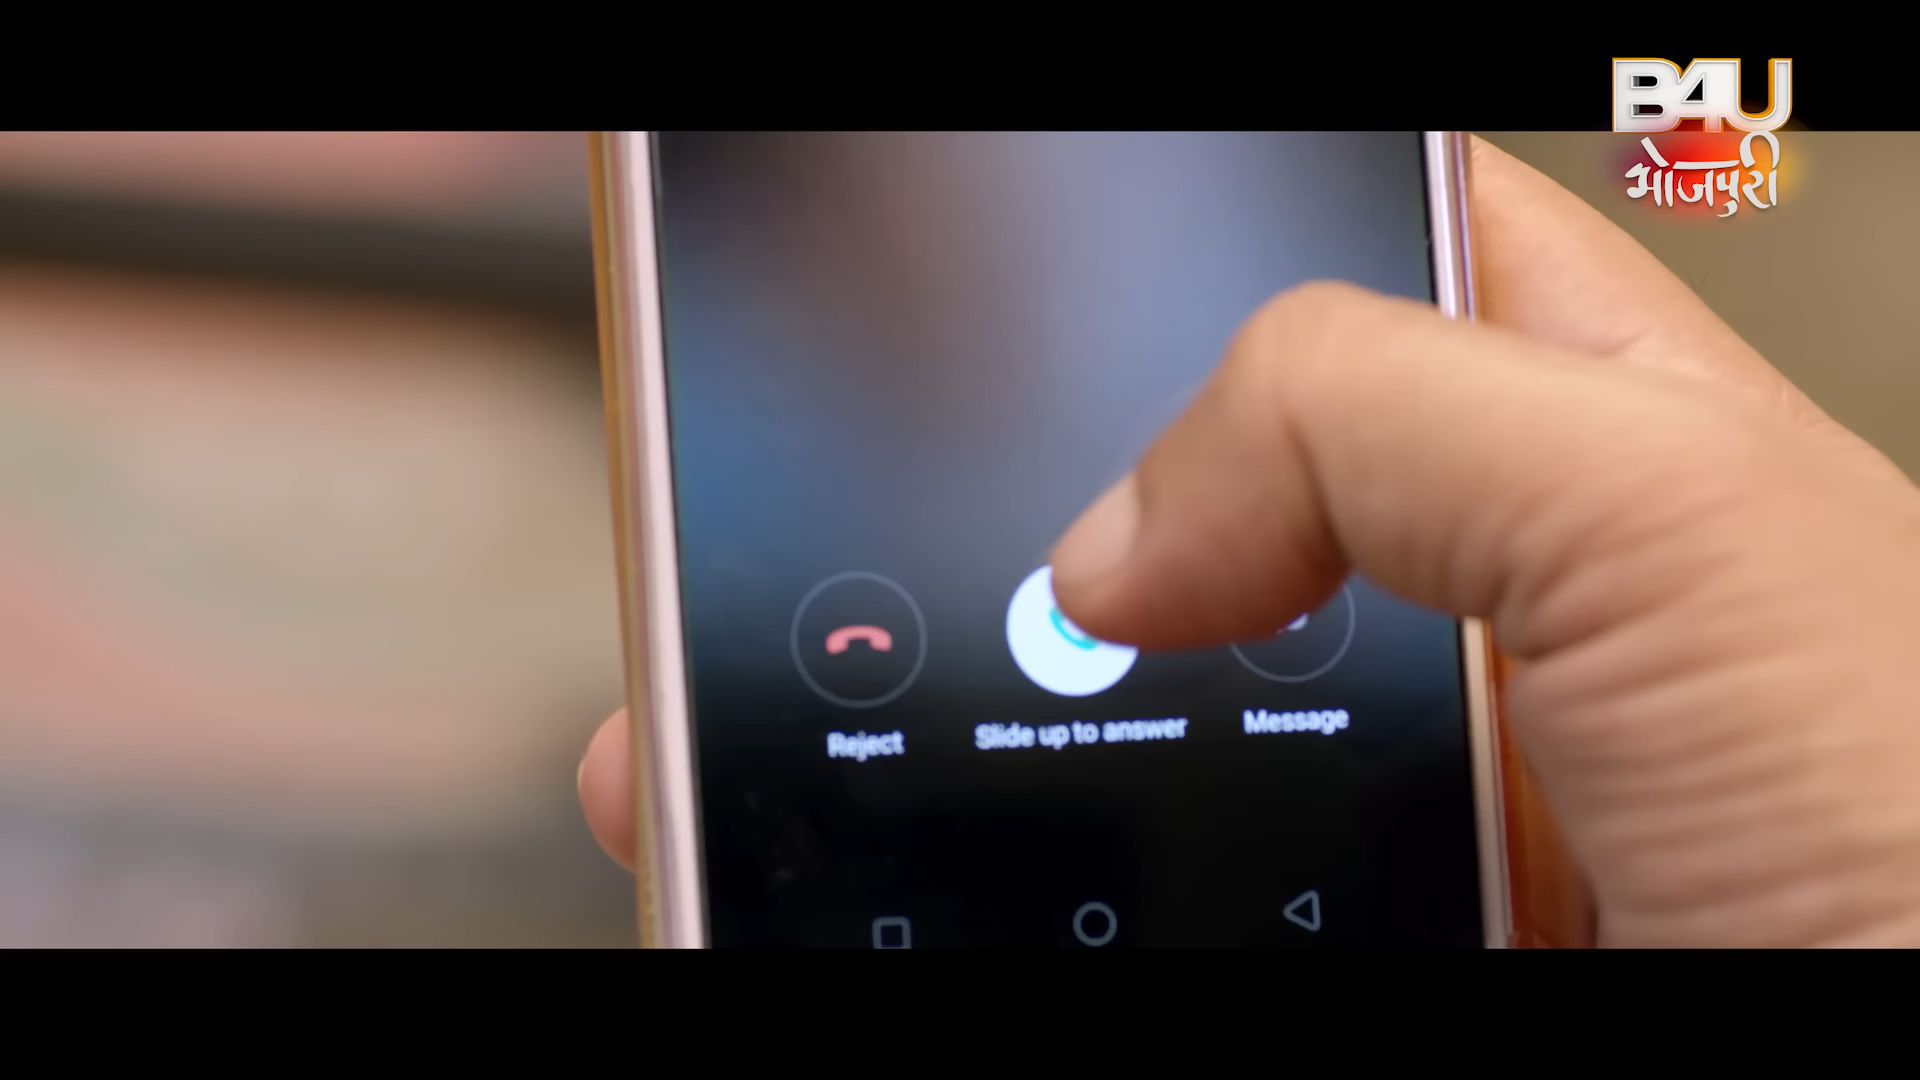 B4U
भोजपुरी
Reject
Slide up to answer
Message